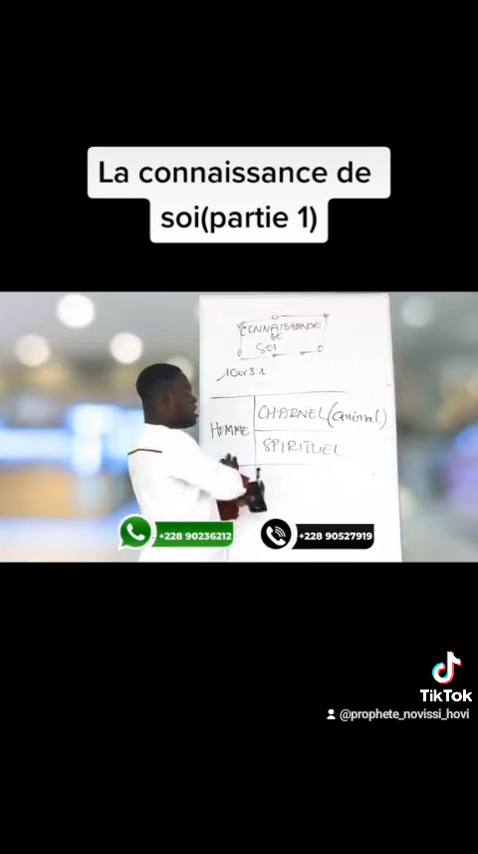 La connaissance de
soi(partie 1)
CONNAISSANCE
DE
SOI
1Cor 3:1
HOMME
CHARNEL (animal)
SPIRITUEL
+228 90236212
+228 90527919
TikTok
@prophete_novissi_hovi